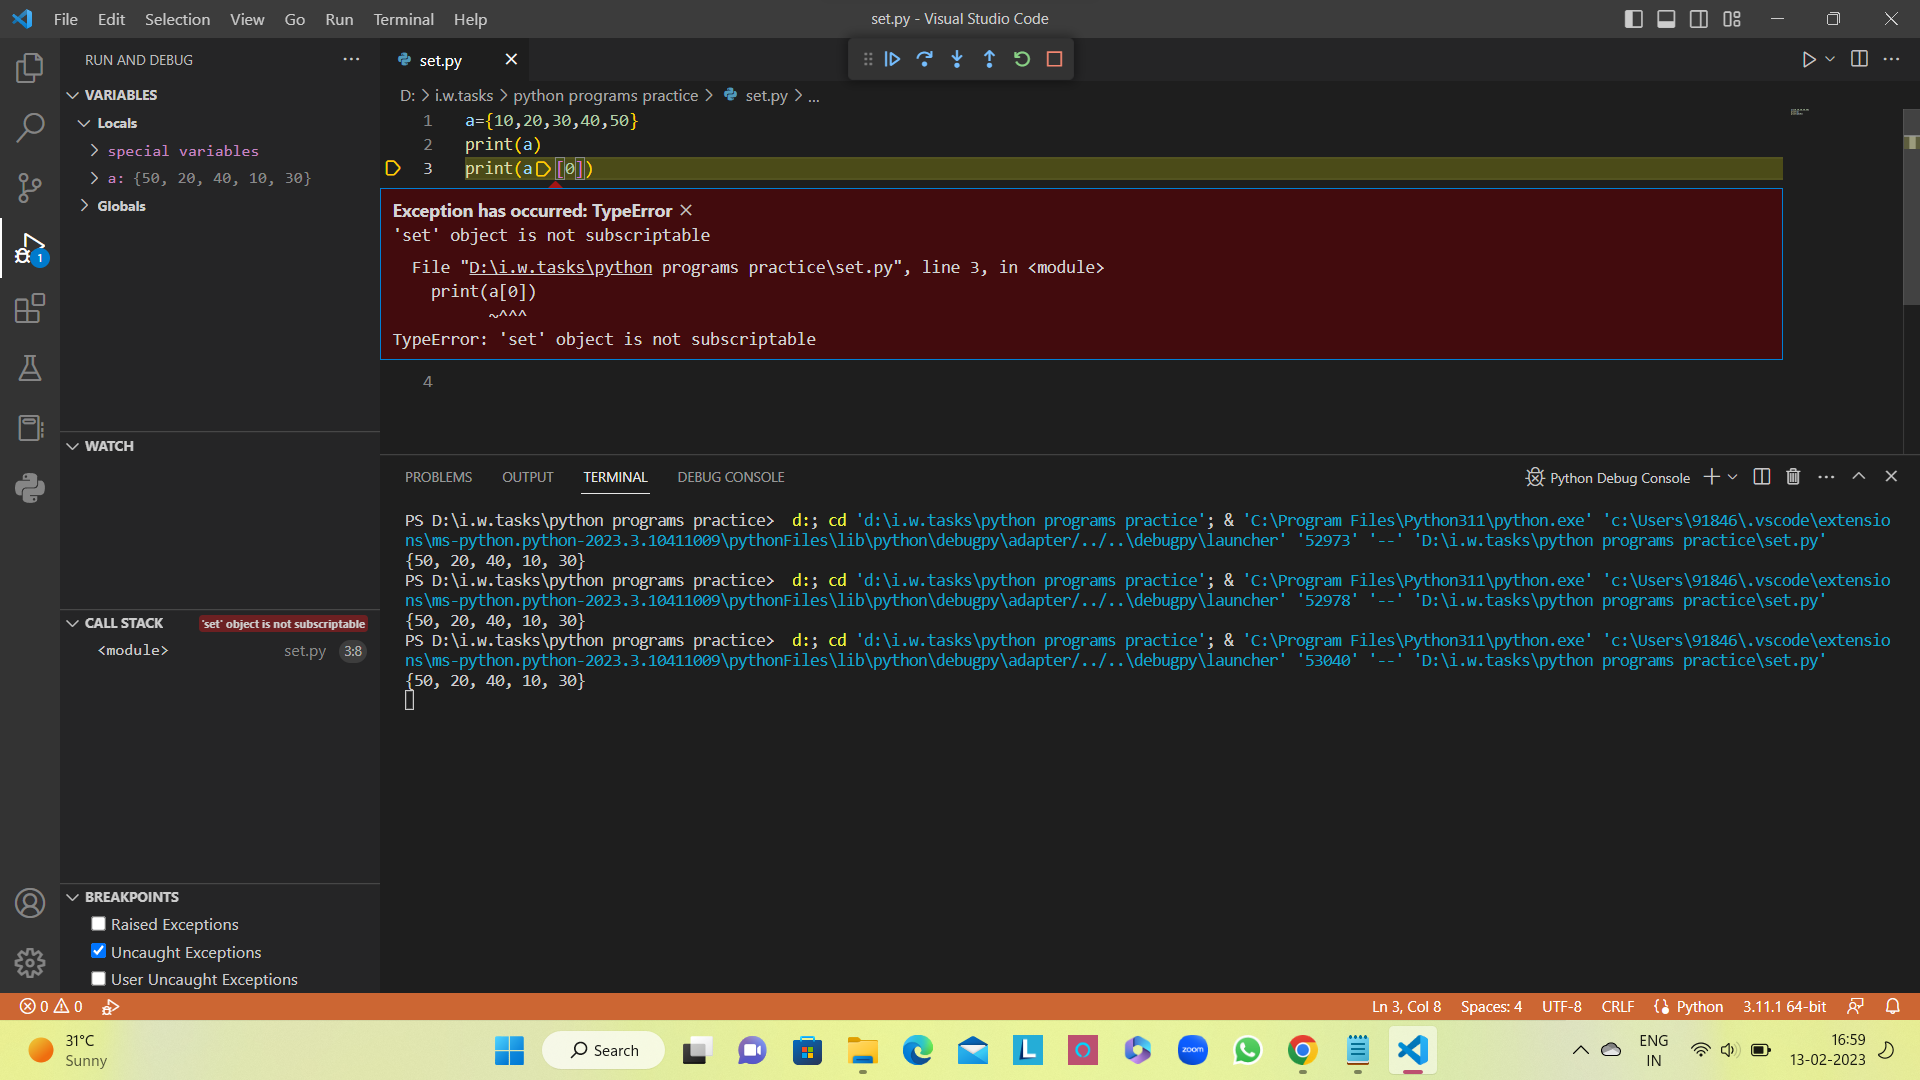 File Edit Selection View Go Run Terminal Help
set.py - Visual Studio Code
RUN AND DEBUG
VARIABLES
Locals
special variables
a: {50, 20, 40, 10, 30}
Globals
WATCH
CALL STACK 'set' object is not subscriptable
<module> set.py 3:8
BREAKPOINTS
Raised Exceptions
Uncaught Exceptions
User Uncaught Exceptions
1
set.py
D: > i.w.tasks > python programs practice > set.py > ...
1 a={10,20,30,40,50}
2 print(a)
3 print(a[0])
Exception has occurred: TypeError
'set' object is not subscriptable
File "D:\i.w.tasks\python programs practice\set.py", line 3, in <module>
print(a[0])
~^^^
TypeError: 'set' object is not subscriptable
4
PROBLEMS OUTPUT TERMINAL DEBUG CONSOLE
Python Debug Console
PS D:\i.w.tasks\python programs practice>  d:; cd 'd:\i.w.tasks\python programs practice'; & 'C:\Program Files\Python311\python.exe' 'c:\Users\91846\.vscode\extensio
ns\ms-python.python-2023.3.10411009\pythonFiles\lib\python\debugpy\adapter/../..\debugpy\launcher' '52973' '--' 'D:\i.w.tasks\python programs practice\set.py'
{50, 20, 40, 10, 30}
PS D:\i.w.tasks\python programs practice>  d:; cd 'd:\i.w.tasks\python programs practice'; & 'C:\Program Files\Python311\python.exe' 'c:\Users\91846\.vscode\extensio
ns\ms-python.python-2023.3.10411009\pythonFiles\lib\python\debugpy\adapter/../..\debugpy\launcher' '52978' '--' 'D:\i.w.tasks\python programs practice\set.py'
{50, 20, 40, 10, 30}
PS D:\i.w.tasks\python programs practice>  d:; cd 'd:\i.w.tasks\python programs practice'; & 'C:\Program Files\Python311\python.exe' 'c:\Users\91846\.vscode\extensio
ns\ms-python.python-2023.3.10411009\pythonFiles\lib\python\debugpy\adapter/../..\debugpy\launcher' '53040' '--' 'D:\i.w.tasks\python programs practice\set.py'
{50, 20, 40, 10, 30}
0 0
Ln 3, Col 8 Spaces: 4 UTF-8 CRLF Python 3.11.1 64-bit
31°C
Sunny
Search
L
zoom
ENG
IN
16:59
13-02-2023